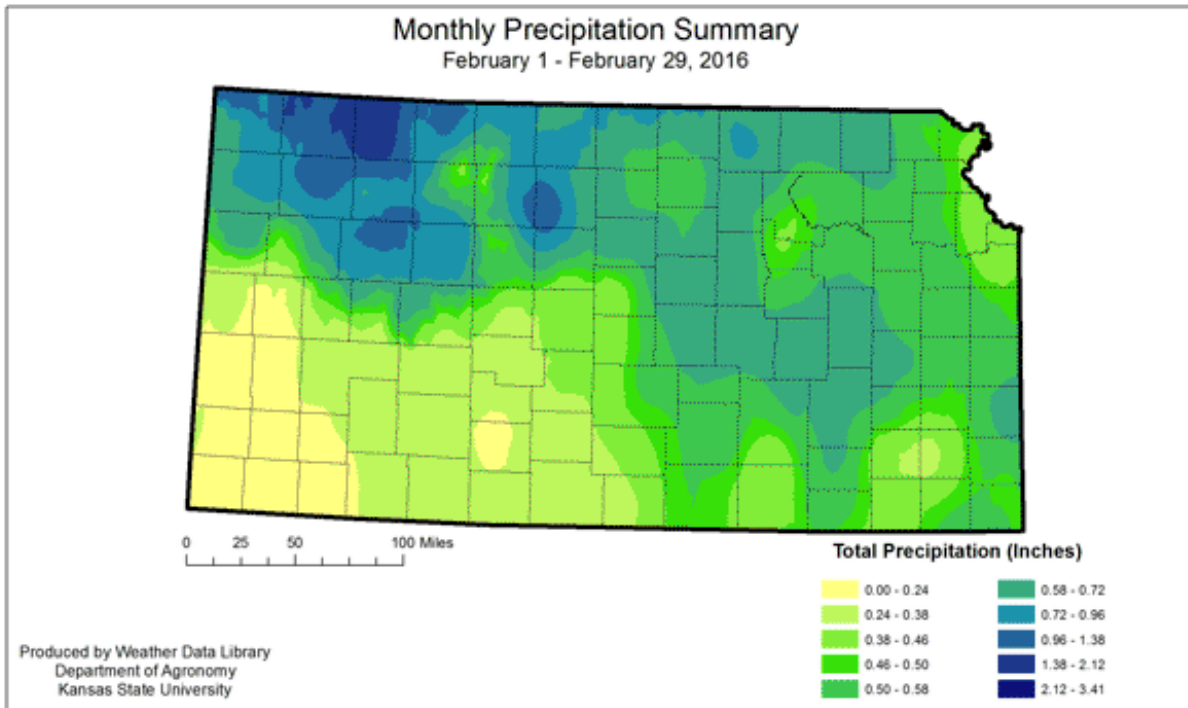 Monthly Precipitation Summary
February 1 - February 29, 2016
0 25 50 100 Miles
Total Precipitation (Inches)
0.00 - 0.24
0.24 - 0.38
0.38 - 0.46
0.46 - 0.50
0.50 - 0.58
0.58 - 0.72
0.72 - 0.96
0.96 - 1.38
1.38 - 2.12
2.12 - 3.41
Produced by Weather Data Library
Department of Agronomy
Kansas State University